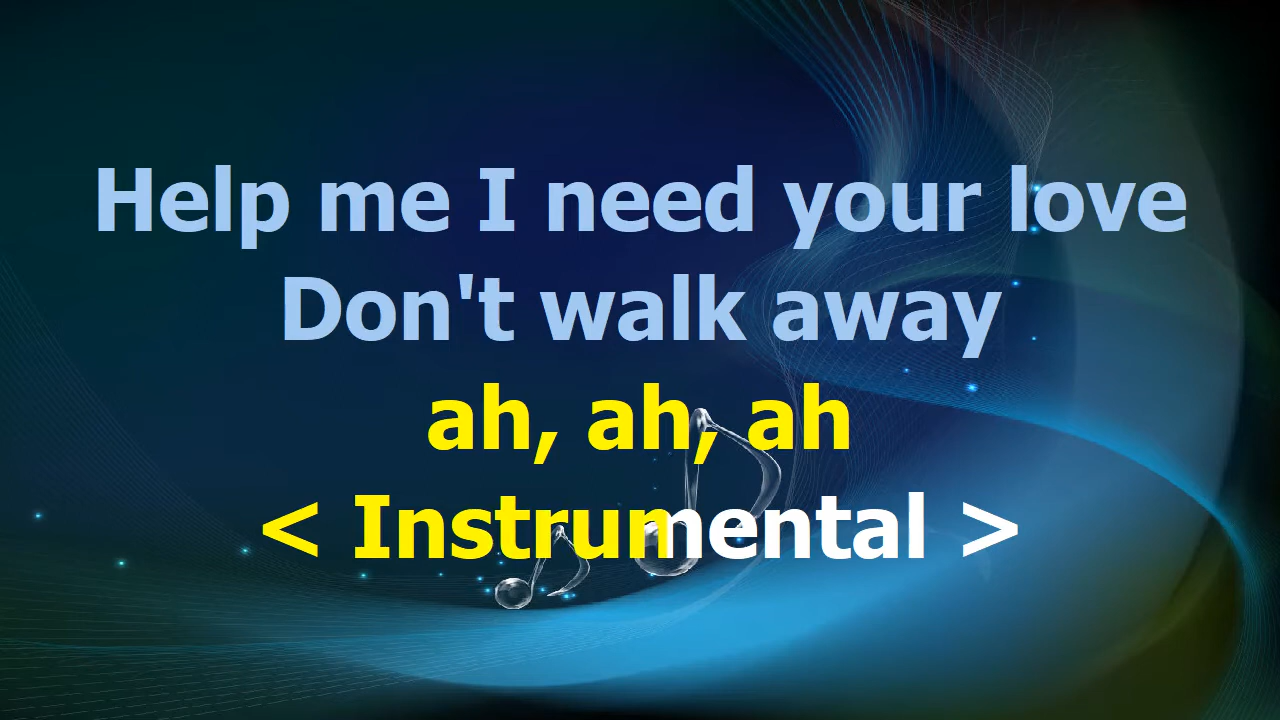 Help me I need your love
Don't walk away
ah, ah, ah
< Instrumental >